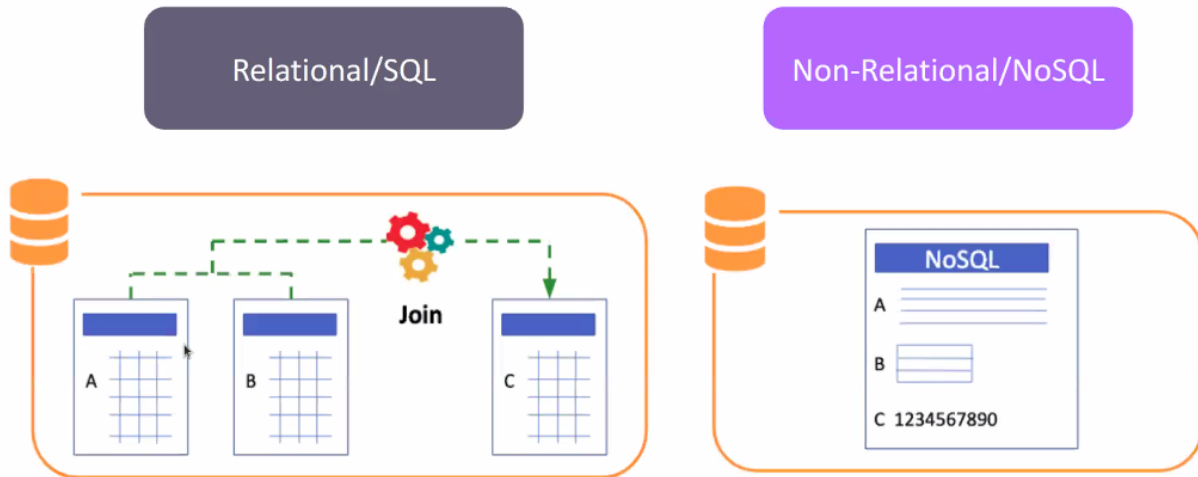 Relational/SQL
Non-Relational/NoSQL
Join
A
B
C
NoSQL
A
B
C 1234567890